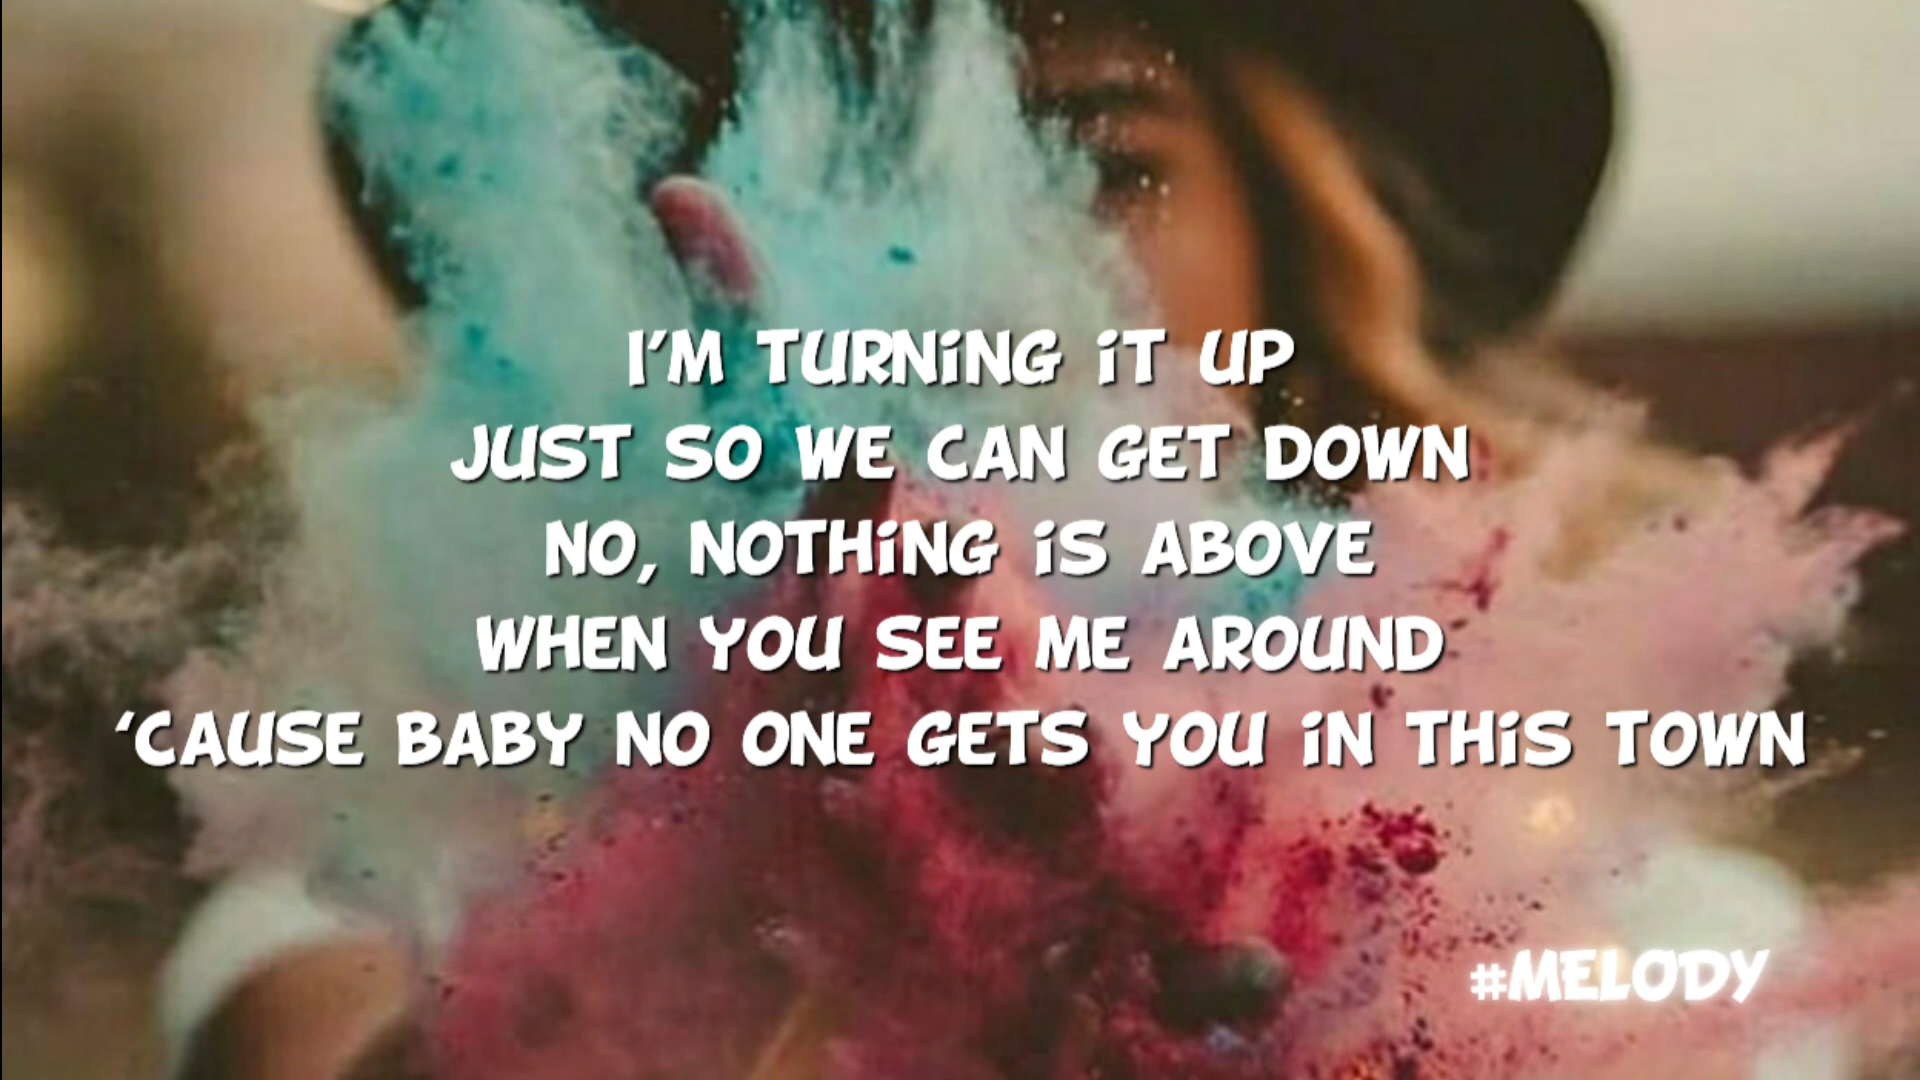 I'M TURNING IT UP
JUST SO WE CAN GET DOWN
NO, NOTHING IS ABOVE
WHEN YOU SEE ME AROUND
‘CAUSE BABY NO ONE GETS YOU IN THIS TOWN
#MELODY